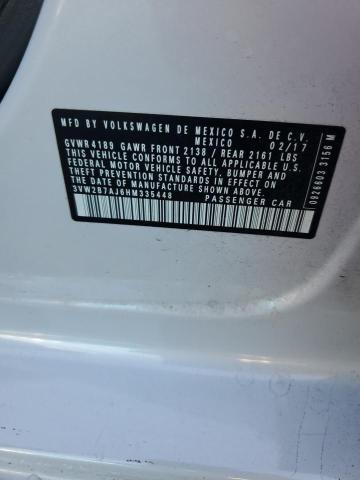 MFD BY VOLKSWAGEN DE MEXICO S.A. DE C.V.
MEXICO 02/17
GVWR 4189 GAWR FRONT 2138 / REAR 2161 LBS
THIS VEHICLE CONFORMS TO ALL APPLICABLE U.S.
FEDERAL MOTOR VEHICLE SAFETY, BUMPER AND
THEFT PREVENTION STANDARDS IN EFFECT ON THE
DATE OF MANUFACTURE SHOWN ABOVE.
3VW2B7AJ6HM335448
PASSENGER CAR
0926603 3156 M